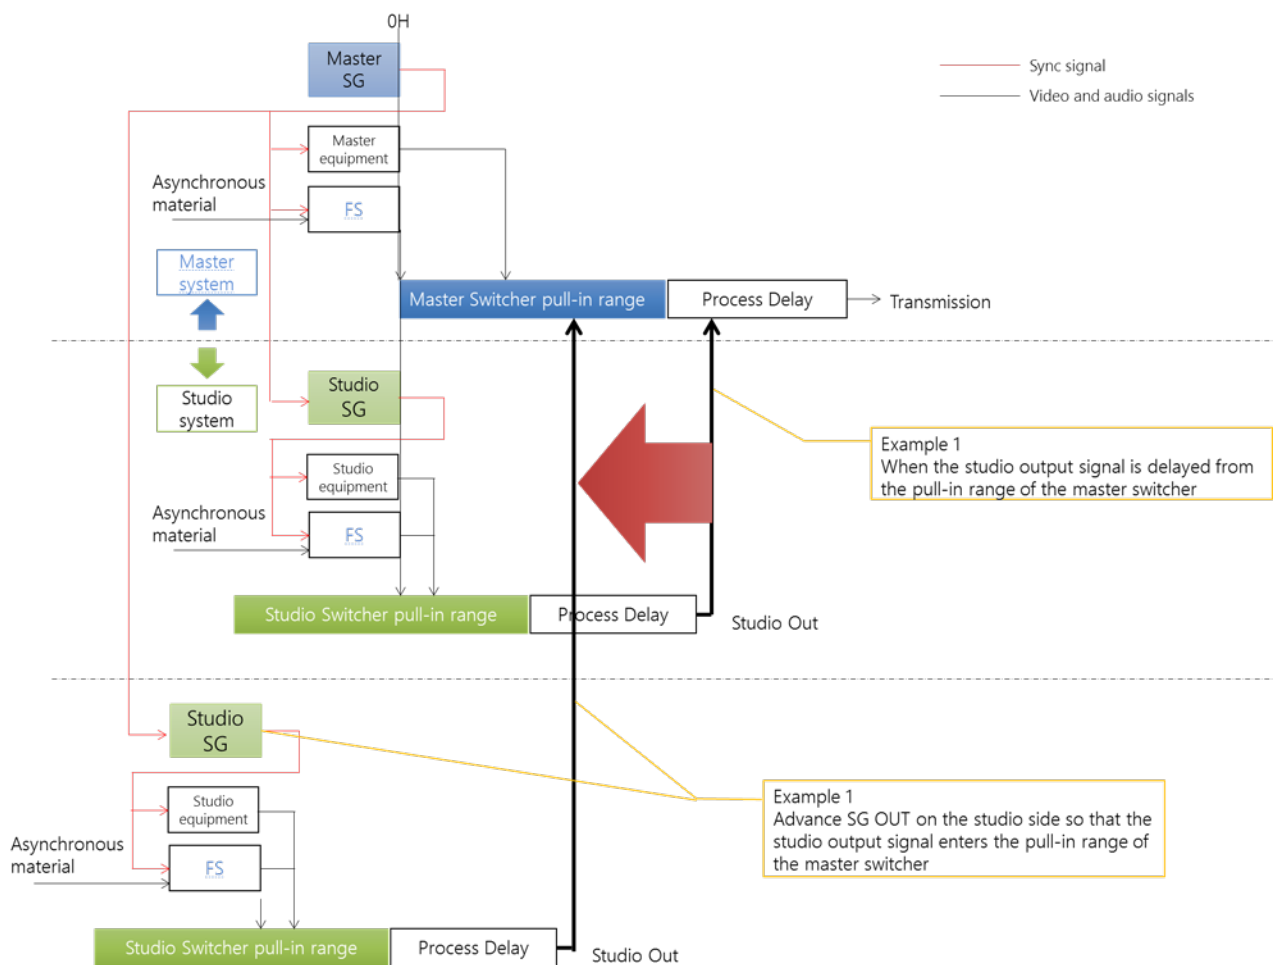 0H
Master
SG
Sync signal
Video and audio signals
Master
equipment
Asynchronous
material
FS
Master
system
Master Switcher pull-in range
Process Delay
Transmission
Studio
system
Studio
SG
Example 1
When the studio output signal is delayed from
the pull-in range of the master switcher
Studio
equipment
Asynchronous
material
FS
Studio Switcher pull-in range
Process Delay
Studio Out
Studio
SG
Example 1
Advance SG OUT on the studio side so that the
studio output signal enters the pull-in range of
the master switcher
Studio
equipment
Asynchronous
material
FS
Studio Switcher pull-in range
Process Delay
Studio Out